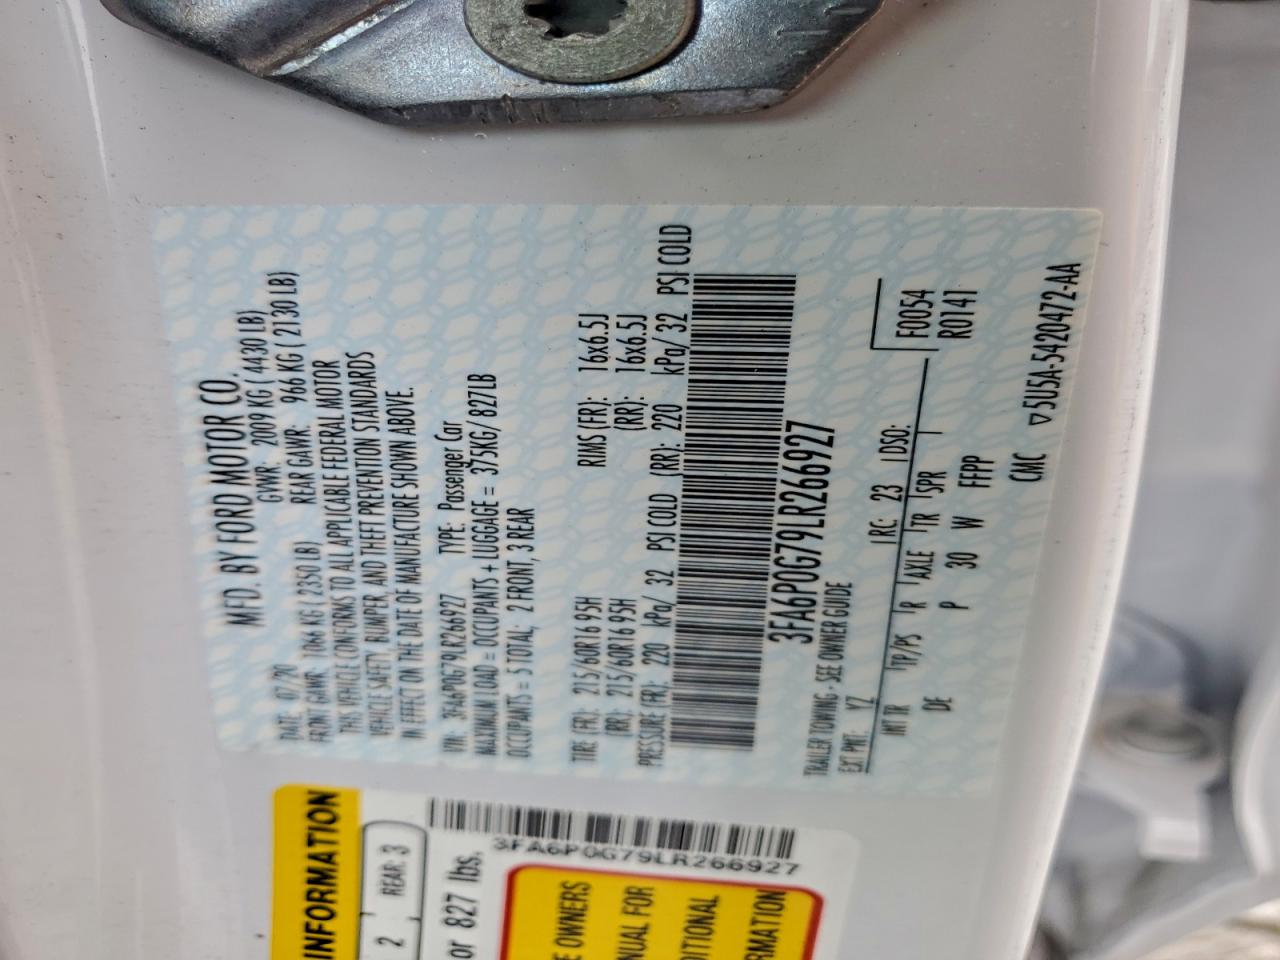 MFD. BY FORD MOTOR CO.
DATE: 07/20 GVWR: 2009 KG ( 4430 LB)
FRONT GAWR: 1066 KG ( 2350 LB) REAR GAWR: 966 KG ( 2130 LB)
THIS VEHICLE CONFORMS TO ALL APPLICABLE FEDERAL MOTOR
VEHICLE SAFETY, BUMPER, AND THEFT PREVENTION STANDARDS
IN EFFECT ON THE DATE OF MANUFACTURE SHOWN ABOVE.
VIN: 3FA6P0G79LR266927 TYPE: Passenger Car
MAXIMUM LOAD = OCCUPANTS + LUGGAGE = 375KG/ 827LB
OCCUPANTS = 5 TOTAL, 2 FRONT, 3 REAR
TIRE (FR): 215/60R16 95H RIMS (FR): 16x6.5J
(RR): 215/60R16 95H (RR): 16x6.5J
PRESSURE (FR): 220 kPa/ 32 PSI COLD (RR): 220 kPa/ 32 PSI COLD
3FA6P0G79LR266927
TRAILER TOWING - SEE OWNER GUIDE
EXT PNT: YZ RC: 23 DSO: F0054
INT TR TP/PS R AXLE TR SPR R0141
DE P 30 W FFPP
CMC 5U5A-5420472-AA
INFORMATION
2 REAR: 3
or 827 lbs.
3FA6P0G79LR266927
E OWNERS
NUAL FOR
DITIONAL
RMATION